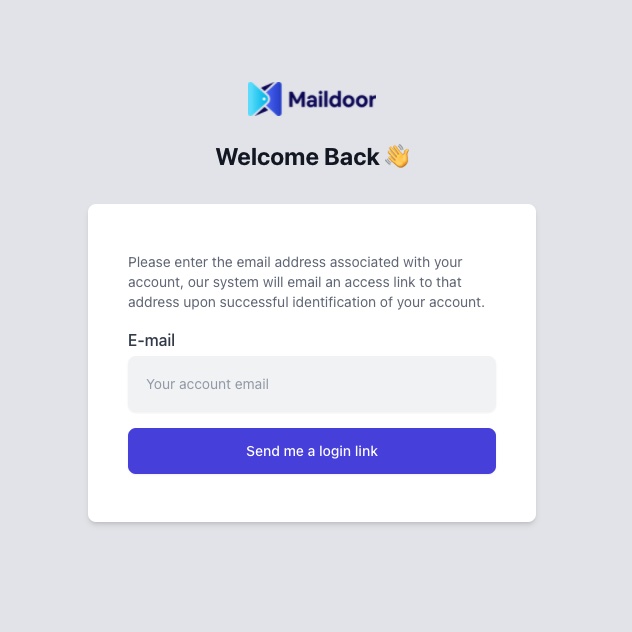 Maildoor
Welcome Back 👋
Please enter the email address associated with your
account, our system will email an access link to that
address upon successful identification of your account.
E-mail
Your account email
Send me a login link